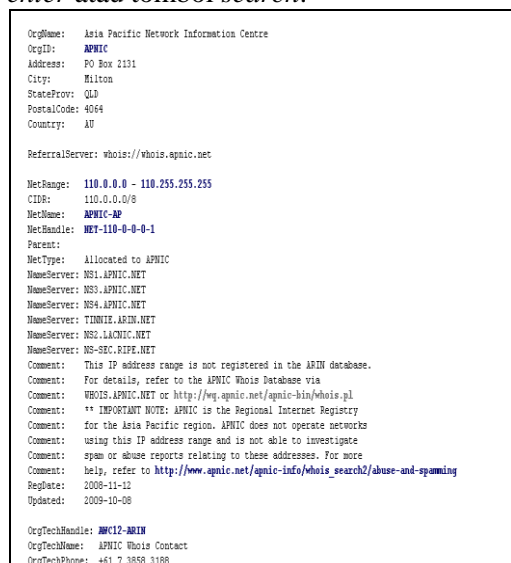 enter atau tombol search.
OrgName: Asia Pacific Network Information Centre
OrgID: APNIC
Address: PO Box 2131
City: Milton
StateProv: QLD
PostalCode: 4064
Country: AU
ReferralServer: whois://whois.apnic.net
NetRange: 110.0.0.0 - 110.255.255.255
CIDR: 110.0.0.0/8
NetName: APNIC-AP
NetHandle: NET-110-0-0-0-1
Parent:
NetType: Allocated to APNIC
NameServer: NS1.APNIC.NET
NameServer: NS3.APNIC.NET
NameServer: NS4.APNIC.NET
NameServer: TINNIE.ARIN.NET
NameServer: NS2.LACNIC.NET
NameServer: NS-SEC.RIPE.NET
Comment: This IP address range is not registered in the ARIN database.
Comment: For details, refer to the APNIC Whois Database via
Comment: WHOIS.APNIC.NET or http://wq.apnic.net/apnic-bin/whois.pl
Comment: ** IMPORTANT NOTE: APNIC is the Regional Internet Registry
Comment: for the Asia Pacific region. APNIC does not operate networks
Comment: using this IP address range and is not able to investigate
Comment: spam or abuse reports relating to these addresses. For more
Comment: help, refer to http://www.apnic.net/apnic-info/whois_search2/abuse-and-spamming
RegDate: 2008-11-12
Updated: 2009-10-08
OrgTechHandle: AWC12-ARIN
OrgTechName: APNIC Whois Contact
OrgTechPhone: +61 7 3858 3188